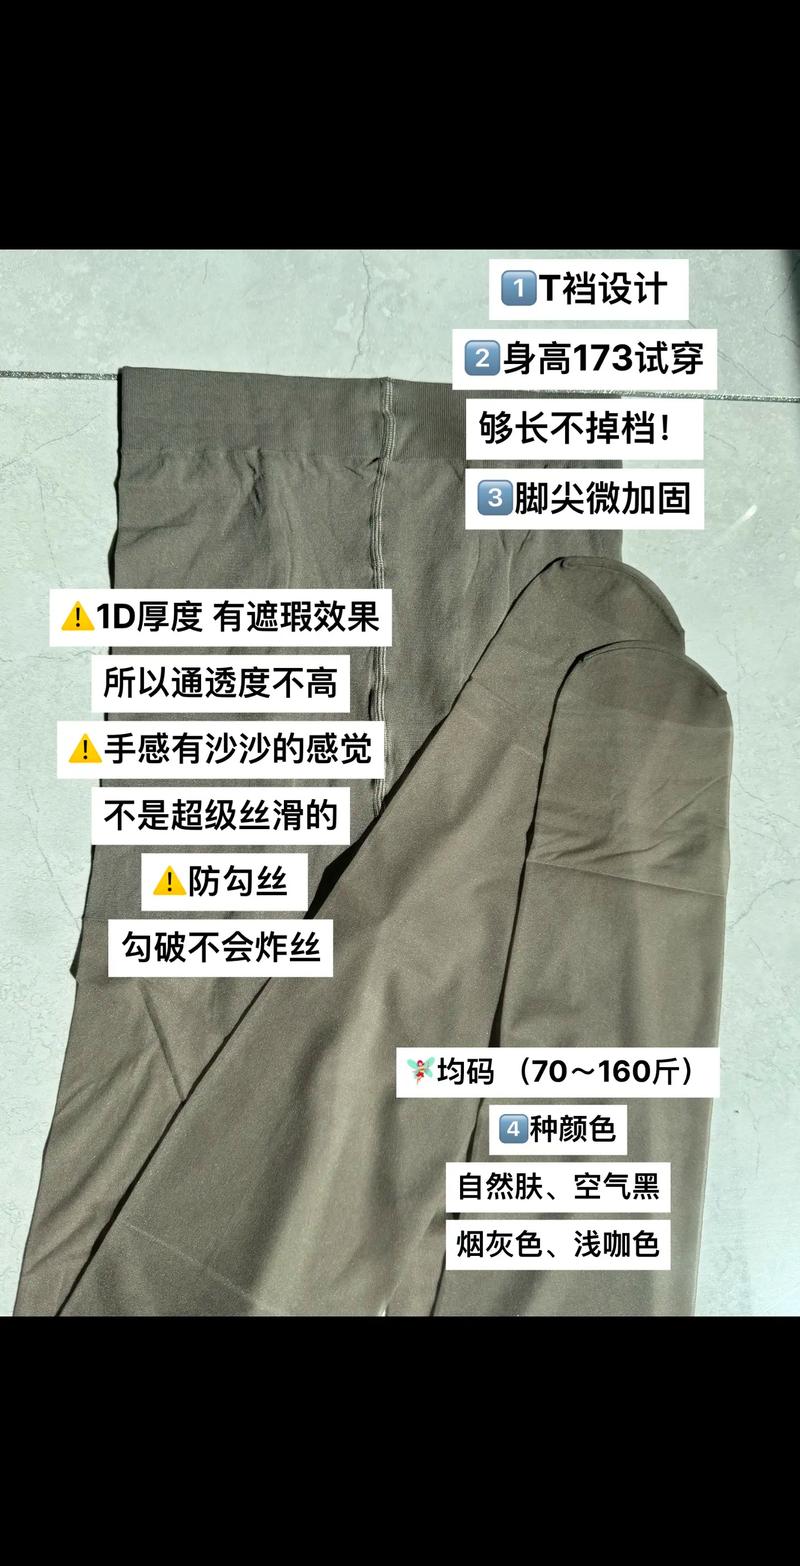 1️⃣T裆设计
2️⃣身高173试穿
够长不掉档！
3️⃣脚尖微加固
⚠️1D厚度 有遮瑕效果
所以通透度不高
⚠️手感有沙沙的感觉
不是超级丝滑的
⚠️防勾丝
勾破不会炸丝
🧚均码 （70～160斤）
4️⃣种颜色
自然肤、空气黑
烟灰色、浅咖色